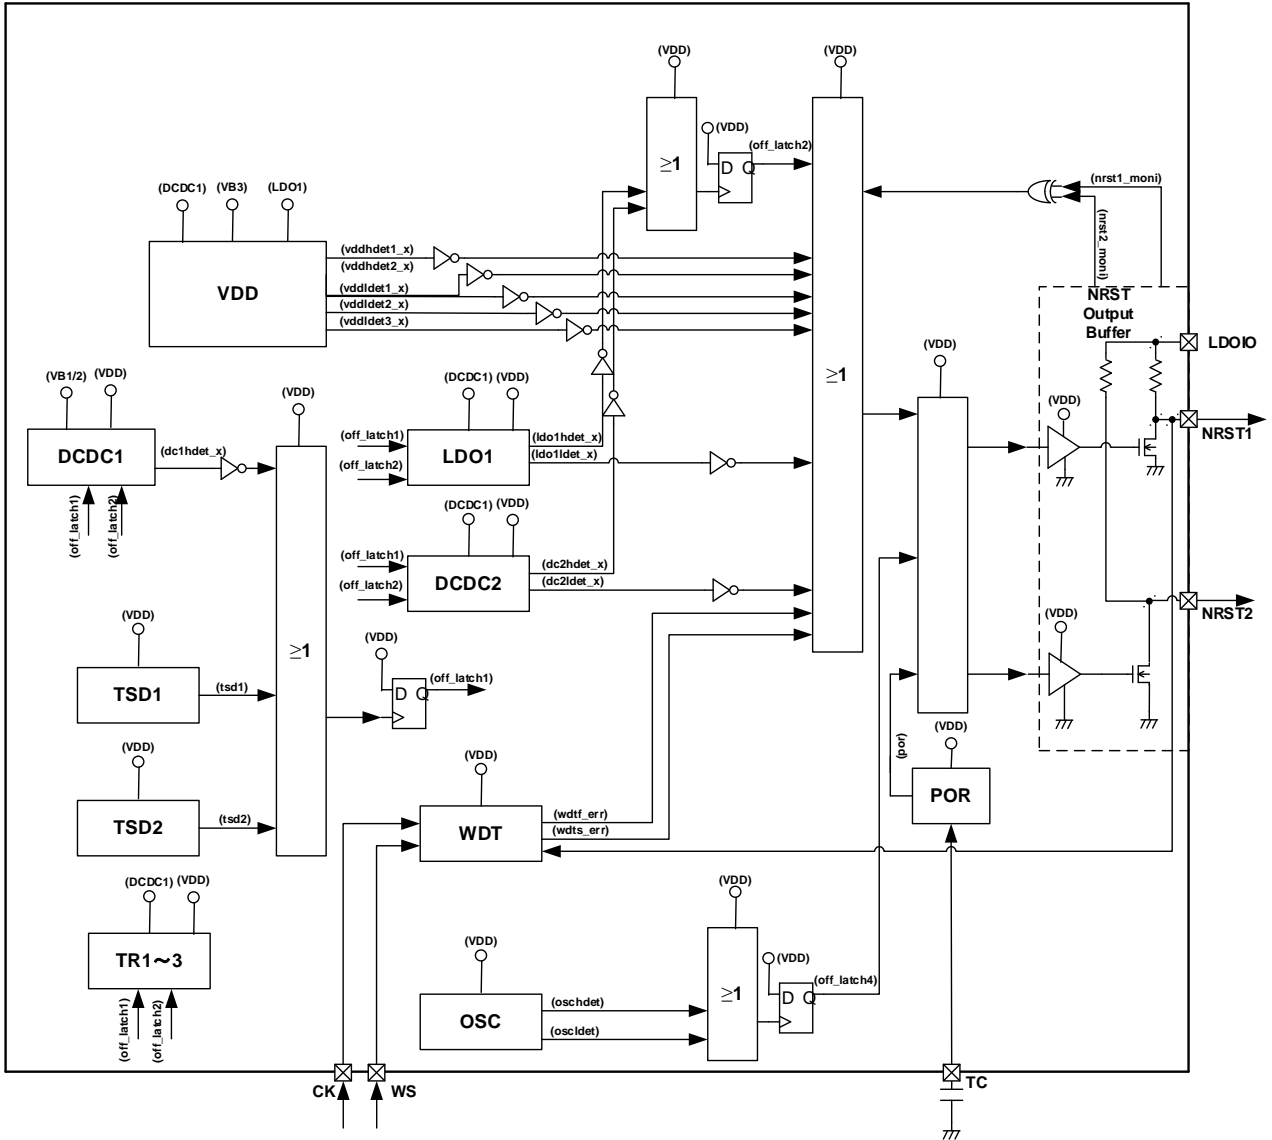 (VDD)
(VDD)
(VDD)
≥1
D Q
(off_latch2)
(nrst1_moni)
(nrst2_moni)
(DCDC1)
(VB3)
(LDO1)
VDD
(vddhdet1_x)
(vddhdet2_x)
(vddldet1_x)
(vddldet2_x)
(vddldet3_x)
≥1
NRST
Output
Buffer
LDOIO
NRST1
NRST2
(VDD)
(VDD)
(VDD)
(VB1/2)
(VDD)
DCDC1
(dc1hdet_x)
(off_latch1)
(off_latch2)
(VDD)
≥1
(DCDC1)
(VDD)
(off_latch1)
(off_latch2)
LDO1
(ldo1hdet_x)
(ldo1ldet_x)
(DCDC1)
(VDD)
(off_latch1)
(off_latch2)
DCDC2
(dc2hdet_x)
(dc2ldet_x)
(VDD)
TSD1
(tsd1)
(VDD)
D Q
(off_latch1)
(VDD)
TSD2
(tsd2)
(VDD)
WDT
(wdtf_err)
(wdts_err)
(por)
(VDD)
POR
(DCDC1)
(VDD)
TR1～3
(off_latch1)
(off_latch2)
(VDD)
OSC
(oschdet)
(oscldet)
(VDD)
≥1
(VDD)
D Q
(off_latch4)
CK
WS
TC